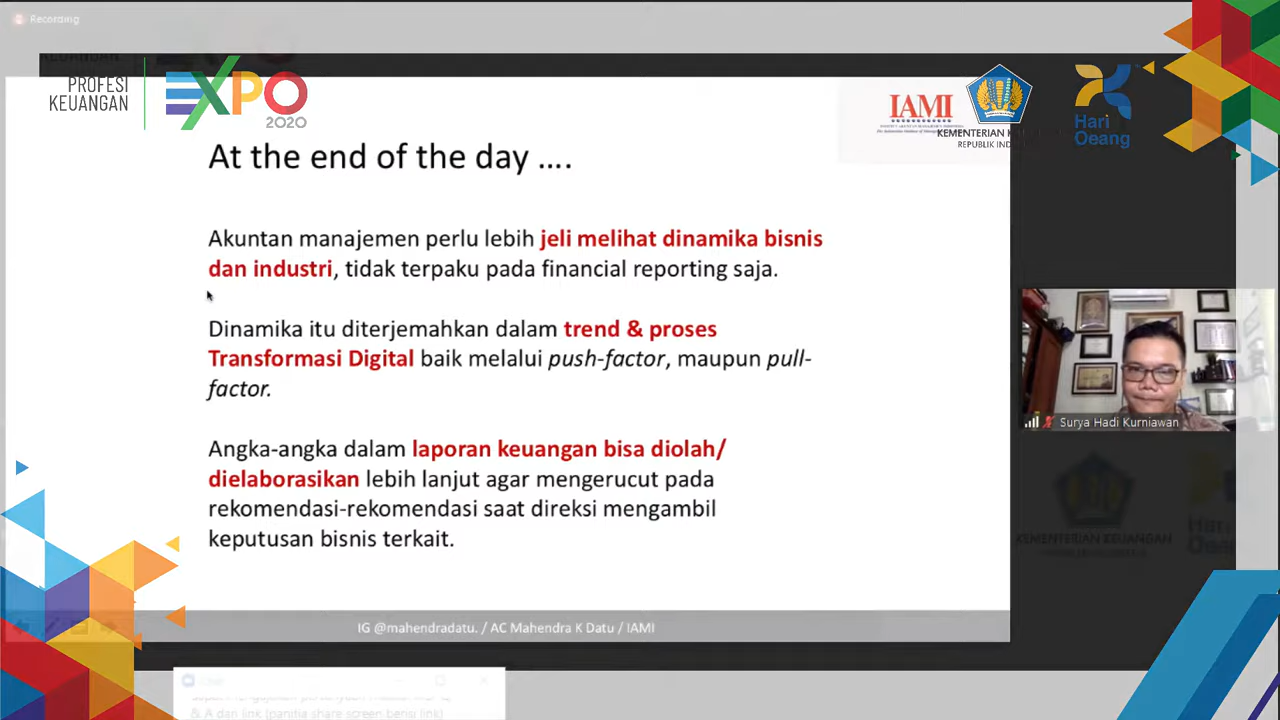 Recording
PROFESI
KEUANGAN
EXPO
2020
IAMI
KEMENTERIAN K
REPUBLIK IND
Hari
Oeang
At the end of the day ....
Akuntan manajemen perlu lebih jeli melihat dinamika bisnis
dan industri, tidak terpaku pada financial reporting saja.
Dinamika itu diterjemahkan dalam trend & proses
Transformasi Digital baik melalui push-factor, maupun pull-
factor.
Angka-angka dalam laporan keuangan bisa diolah/
dielaborasikan lebih lanjut agar mengerucut pada
rekomendasi-rekomendasi saat direksi mengambil
keputusan bisnis terkait.
Surya Hadi Kurniawan
KEMENTERIAN KEUANGAN
Hari
IG @mahendradatu. / AC Mahendra K Datu / IAMI
& A dan link (panitia share screen berisi link)